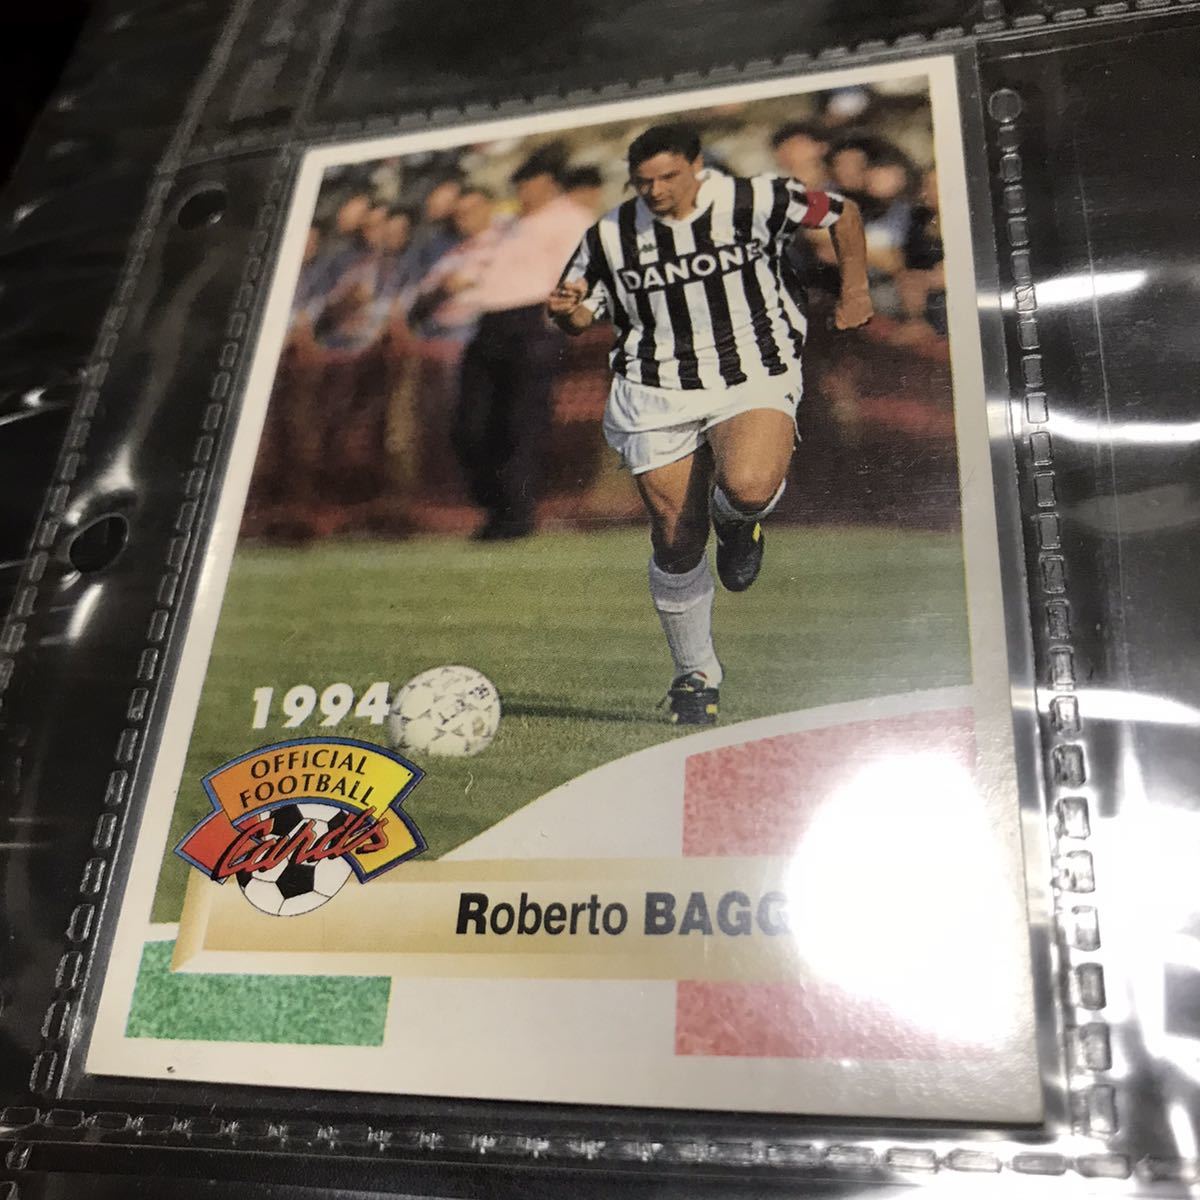 DANONE
1994
OFFICIAL
FOOTBALL
Cards
Roberto BAGG